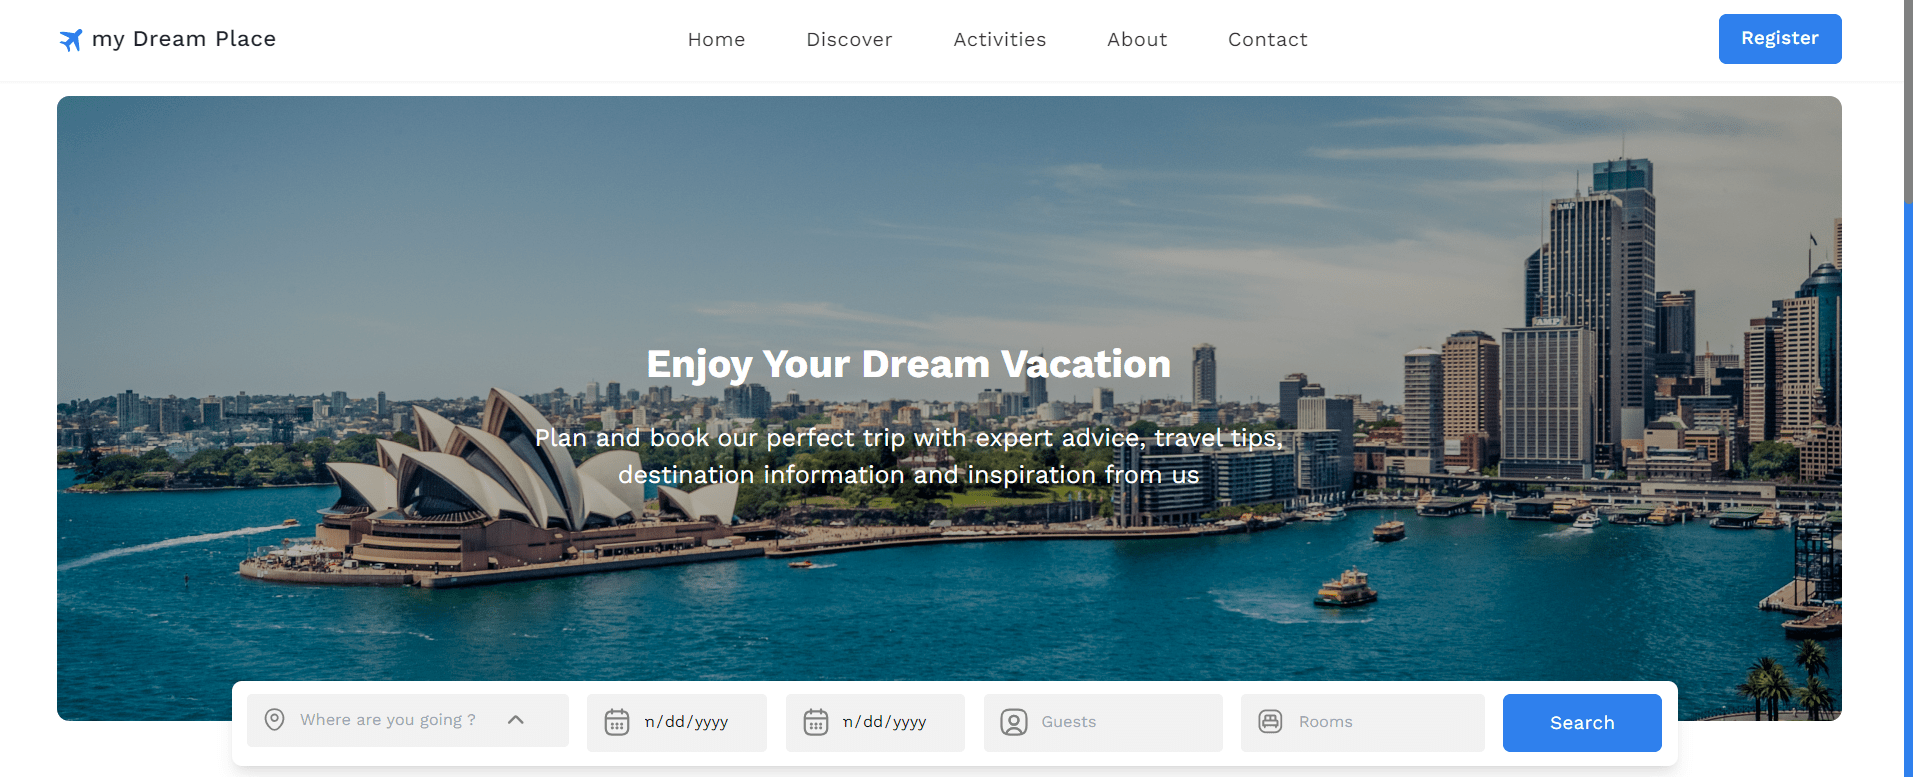 my Dream Place
Home Discover Activities About Contact
Register
AMP
AMP
Enjoy Your Dream Vacation
Plan and book our perfect trip with expert advice, travel tips,
destination information and inspiration from us
Where are you going ?
n/dd/yyyy
n/dd/yyyy
Guests
Rooms
Search